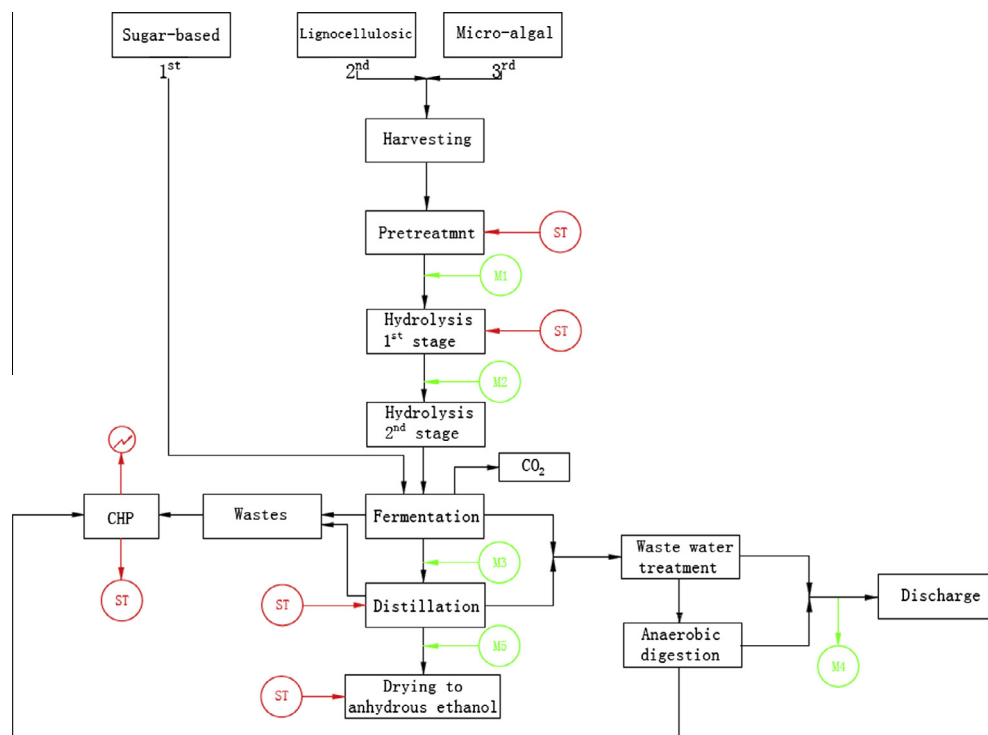 Sugar-based
Lignocellulosic
Micro-algal
1st
2nd
3rd
Harvesting
Pretreatmnt
ST
M1
Hydrolysis
1st stage
ST
M2
Hydrolysis
2nd stage
CO2
CHP
Wastes
Fermentation
Waste water
treatment
M3
ST
ST
Distillation
Discharge
Anaerobic
digestion
M5
M4
ST
Drying to
anhydrous ethanol